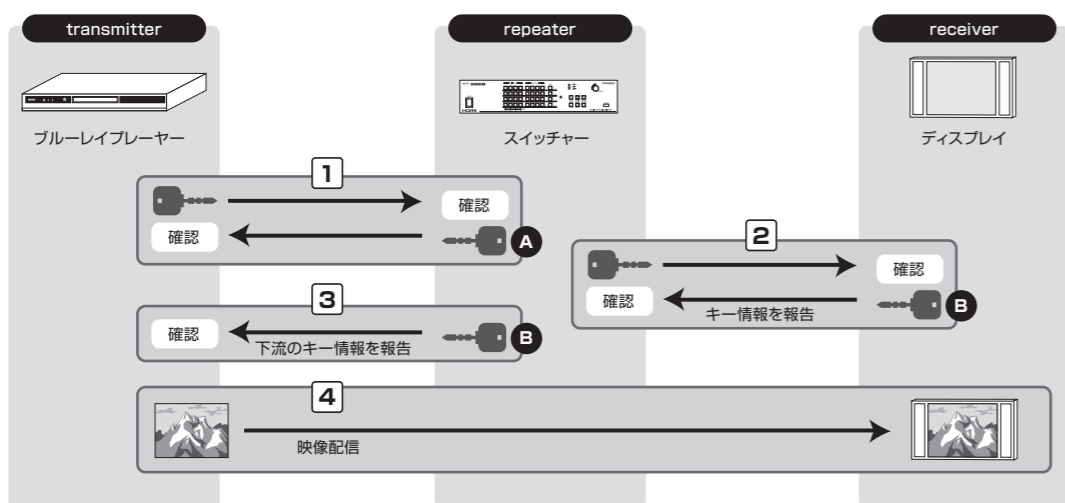 transmitter
repeater
receiver
HDMI
ブルーレイプレーヤー
スイッチャー
ディスプレイ
1
確認
確認
A
2
確認
確認
B
キー情報を報告
3
確認
B
下流のキー情報を報告
4
映像配信